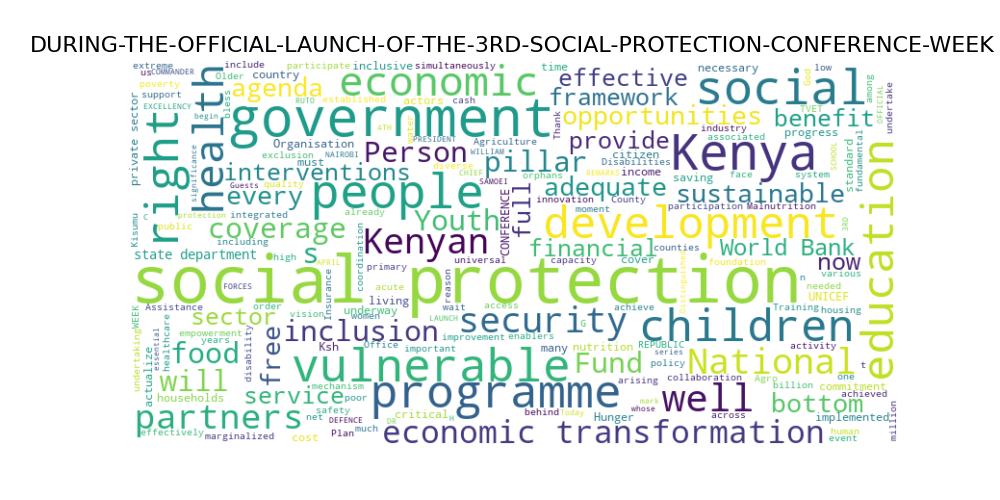 DURING-THE-OFFICIAL-LAUNCH-OF-THE-3RD-SOCIAL-PROTECTION-CONFERENCE-WEEK
extreme
include
participate
inclusive
simultaneously
time
necessary
low
us
COMMANDER
Older
country
economic
effective
social
God
among
poverty
agenda
framework
support
established
actors
cash
opportunities
TVET
benefit
OFFICIAL
undertake
EXCELLENCY
bless
RUTO
government
Thank
industry
private sector
begin
4TH
water
PRESIDENT
Agriculture
provide
associated
progress
right
health
Organisation
NAIROBI
Person
WILLIAM
Disabilities
citizen
Kenya
standard
fundamental
SCHOOL
exclusion
must
diverse
CHIEF
pillar
orphans
REMARKS
income
face
system
significance
interventions
SAMOEI
saving
Guests
quality
every
people
full
adequate
innovation
County
participation
Malnutrition
sustainable
Kisumu
C
protection
integrated
already
Youth
CONFERENCE
moment
development
3RD
education
public
coverage
Kenyan
financial
counties
World Bank
including
state department
high
s
APRIL
coordination
primary
universal
capacity
cover
foundation
now
various
social protection
FORCES
Insurance
acute
reason
Distinguished
n
needed
UNICEF
Assistance
order
living
wait
access
achieve
Training
housing
sector
vision
underway
women
LAUNCH
G
security
children
WEEK
undertaking
essential
empowerment
years
inclusion
improvement
enablers
REPUBLIC
activity
healthcare
food
disability
free
Ksh
Office
important
many
nutrition
policy
series
t
actualize
vulnerable
Fund
National
will
households
mechanism
poor
programme
arising
collaboration
Agro
billion
one
commitment
achieved
service
safety
whose
mark
well
bottom
partners
net
DEFENCE
critical
H
behind
Today
Hunger
across
implemented
effectively
marginalized
cost
Plan
much
DR
economic transformation
human
event
million